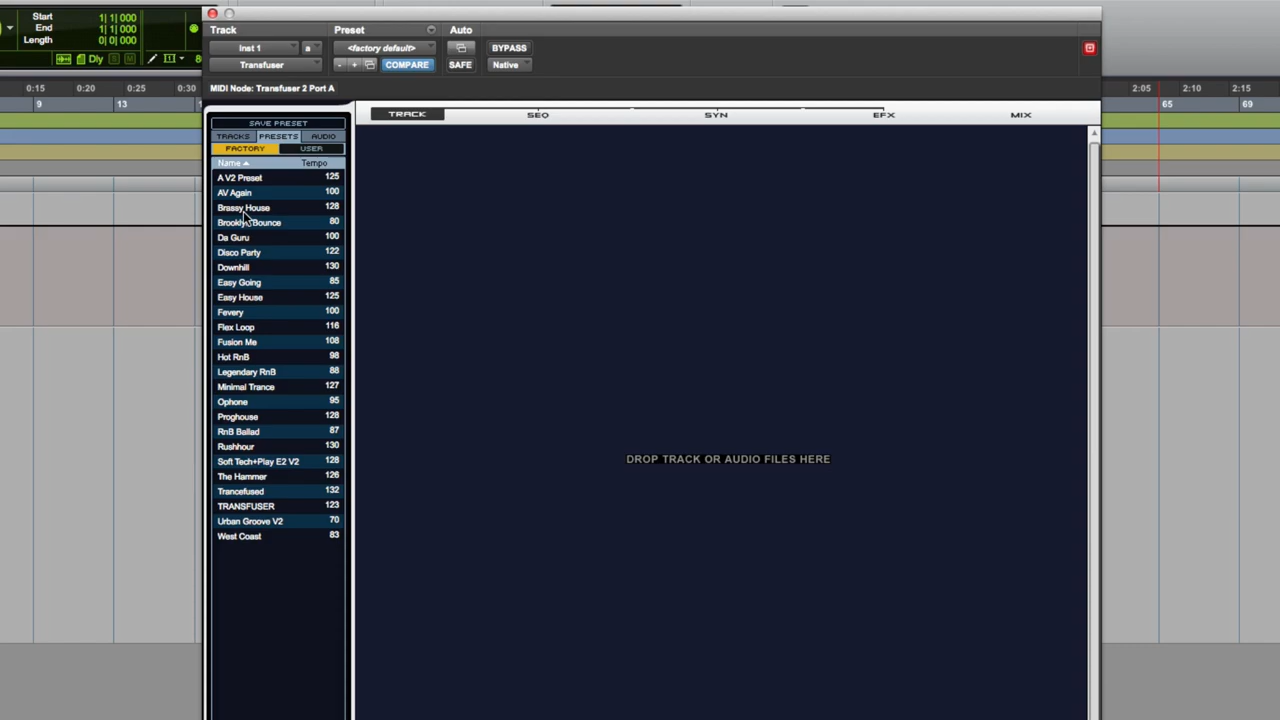 Start 1| 1| 000
End 1| 1| 000
Length 0| 0| 000
Dly S M
0:15 0:20 0:25 0:30
9 13
Track Preset Auto
Inst 1 a <factory default> BYPASS
Transfuser - + COMPARE SAFE Native
MIDI Node: Transfuser 2 Port A
2:05 2:10 2:15
65 69
SAVE PRESET
TRACKS PRESETS AUDIO
FACTORY USER
TRACK SEQ SYN EFX MIX
Name Tempo
A V2 Preset 125
AV Again 100
Brassy House 128
Brooklyn Bounce 80
Da Guru 100
Disco Party 122
Downhill 130
Easy Going 85
Easy House 125
Fevery 100
Flex Loop 116
Fusion Me 108
Hot RnB 98
Legendary RnB 88
Minimal Trance 127
Ophone 95
Proghouse 128
RnB Ballad 87
Rushhour 130
Soft Tech+Play E2 V2 128
The Hammer 126
Trancefused 132
TRANSFUSER 123
Urban Groove V2 70
West Coast 83
DROP TRACK OR AUDIO FILES HERE